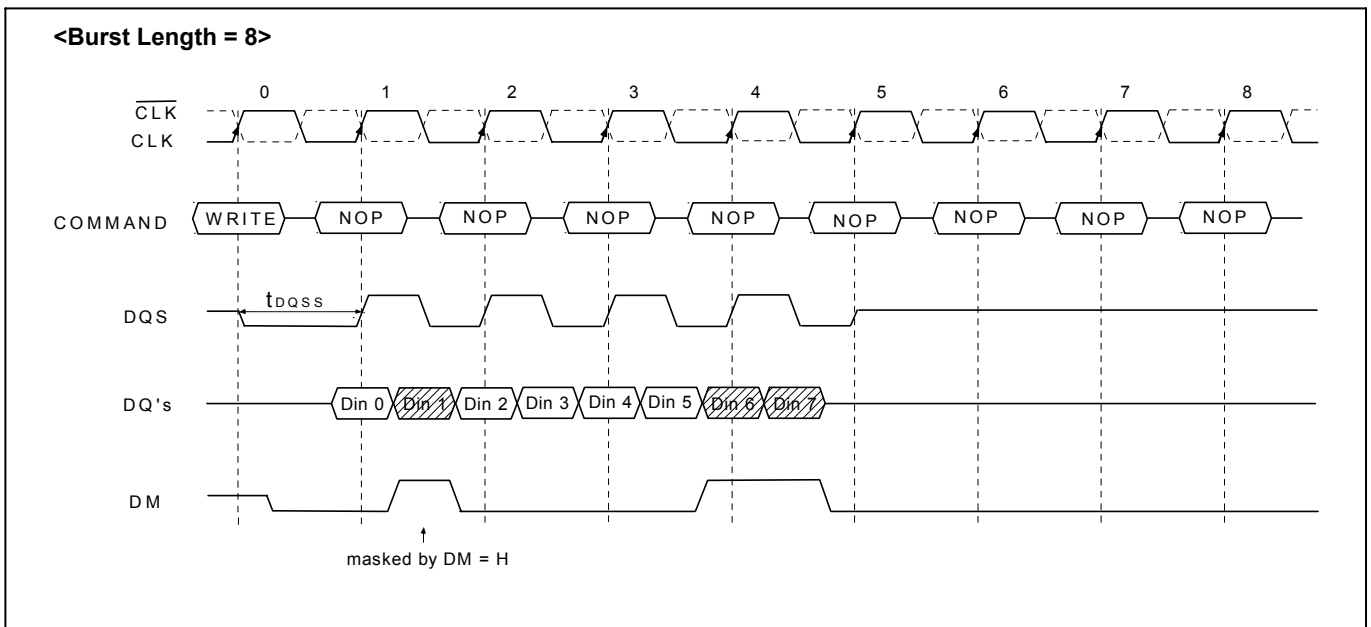 <Burst Length = 8>
0 1 2 3 4 5 6 7 8
CLK
CLK
COMMAND WRITE NOP NOP NOP NOP NOP NOP NOP NOP
DQS tDQSS
DQ's Din 0 Din 1 Din 2 Din 3 Din 4 Din 5 Din 6 Din 7
DM
masked by DM = H